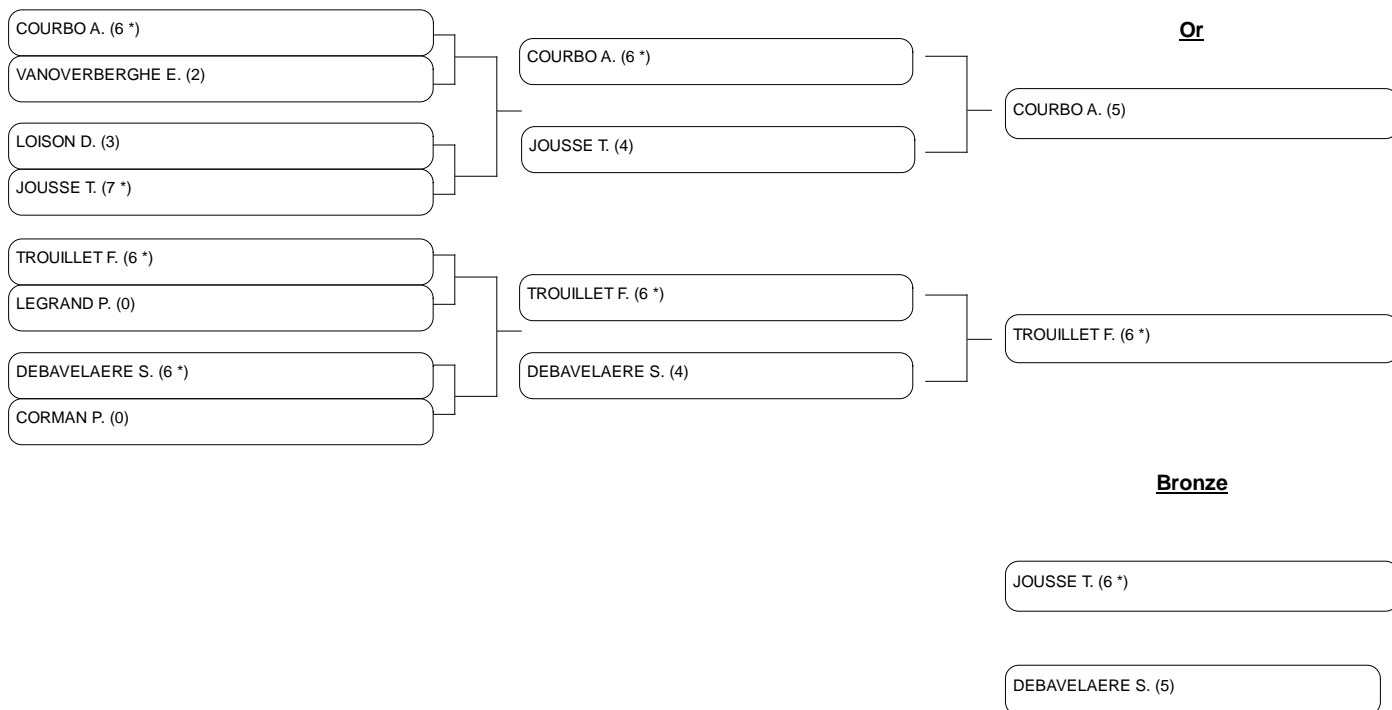 COURBO A. (6 *)
VANOVERBERGHE E. (2)
LOISON D. (3)
JOUSSE T. (7 *)
TROUILLET F. (6 *)
LEGRAND P. (0)
DEBAVELAERE S. (6 *)
CORMAN P. (0)
COURBO A. (6 *)
JOUSSE T. (4)
TROUILLET F. (6 *)
DEBAVELAERE S. (4)
Or
COURBO A. (5)
TROUILLET F. (6 *)
Bronze
JOUSSE T. (6 *)
DEBAVELAERE S. (5)